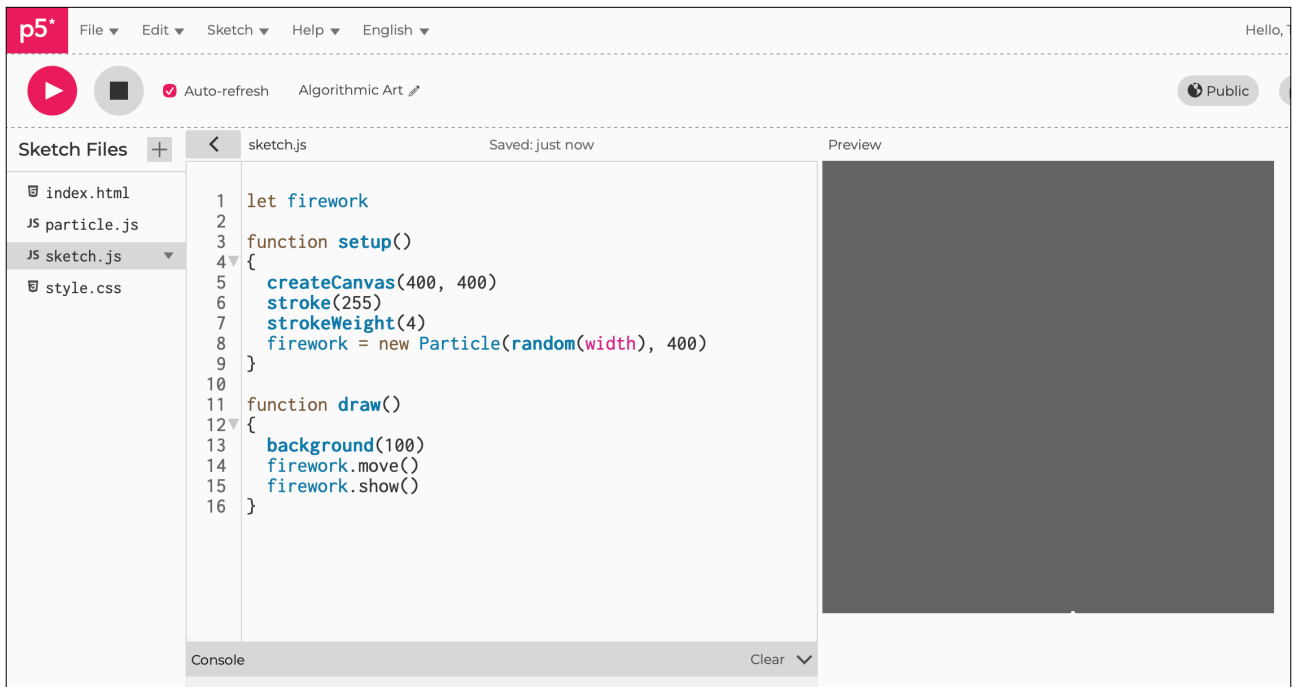 p5* File Edit Sketch Help English Hello,
Auto-refresh Algorithmic Art Public
Sketch Files + sketch.js Saved: just now Preview
index.html
JS particle.js
JS sketch.js
style.css
1 let firework
2
3 function setup()
4 {
5 createCanvas(400, 400)
6 stroke(255)
7 strokeWeight(4)
8 firework = new Particle(random(width), 400)
9 }
10
11 function draw()
12 {
13 background(100)
14 firework.move()
15 firework.show()
16 }
Console Clear